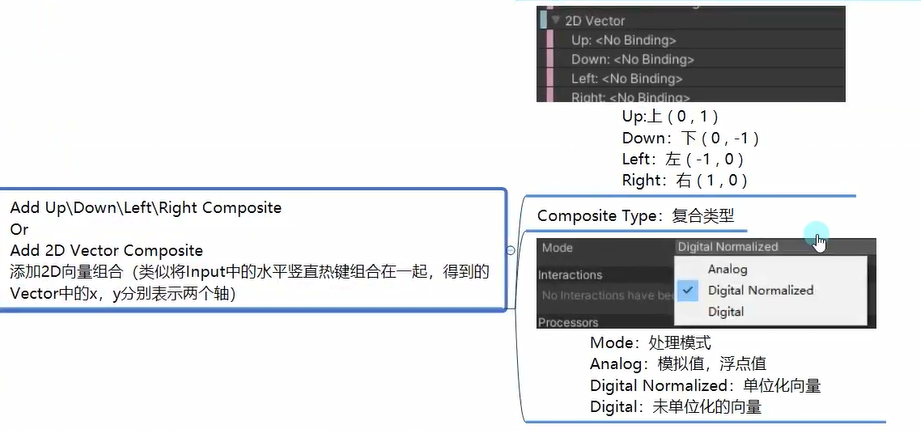 Add Up\Down\Left\Right Composite
Or
Add 2D Vector Composite
添加2D向量组合（类似将Input中的水平竖直热键组合在一起，得到的
Vector中的x，y分别表示两个轴）
2D Vector
Up: <No Binding>
Down: <No Binding>
Left: <No Binding>
Right: <No Binding>
Up:上 ( 0 , 1 )
Down：下 ( 0 , -1 )
Left：左 ( -1 , 0 )
Right：右 ( 1 , 0 )
Composite Type：复合类型
Mode
Digital Normalized
Analog
Interactions
Digital Normalized
No Interactions have be
Digital
Processors
Mode：处理模式
Analog：模拟值，浮点值
Digital Normalized：单位化向量
Digital：未单位化的向量